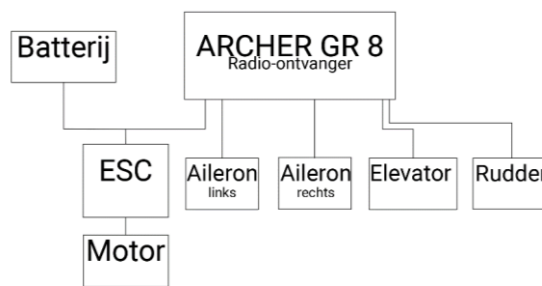 Batterij
ARCHER GR 8
Radio-ontvanger
ESC
Aileron
links
Aileron
rechts
Elevator
Rudder
Motor